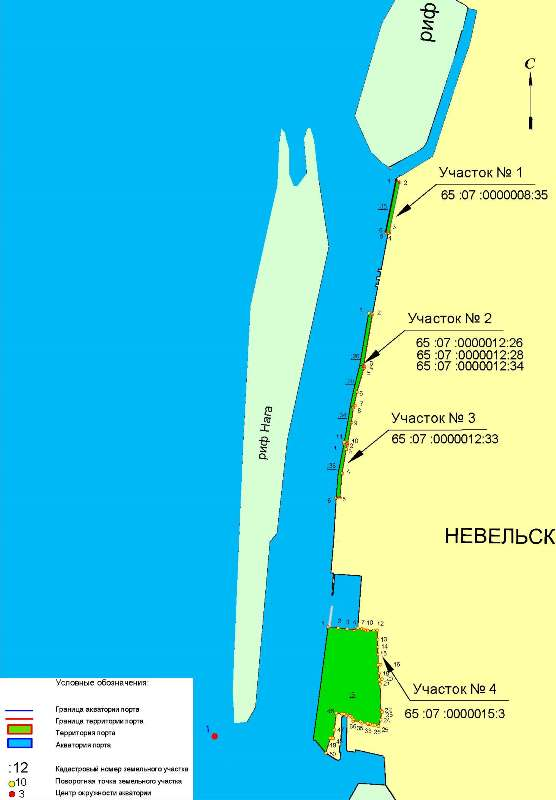 риф
С
Участок № 1
65 :07 :0000008:35
Участок № 2
65 :07 :0000012:26
65 :07 :0000012:28
65 :07 :0000012:34
Участок № 3
65 :07 :0000012:33
риф Нага
НЕВЕЛЬСК
Участок № 4
65 :07 :0000015:3
1
Условные обозначения:
Граница акватории порта
Граница территории порта
Территория порта
Акватория порта
:12 Кадастровый номер земельного участка
10 Поворотная точка земельного участка
3 Центр окружности акватории